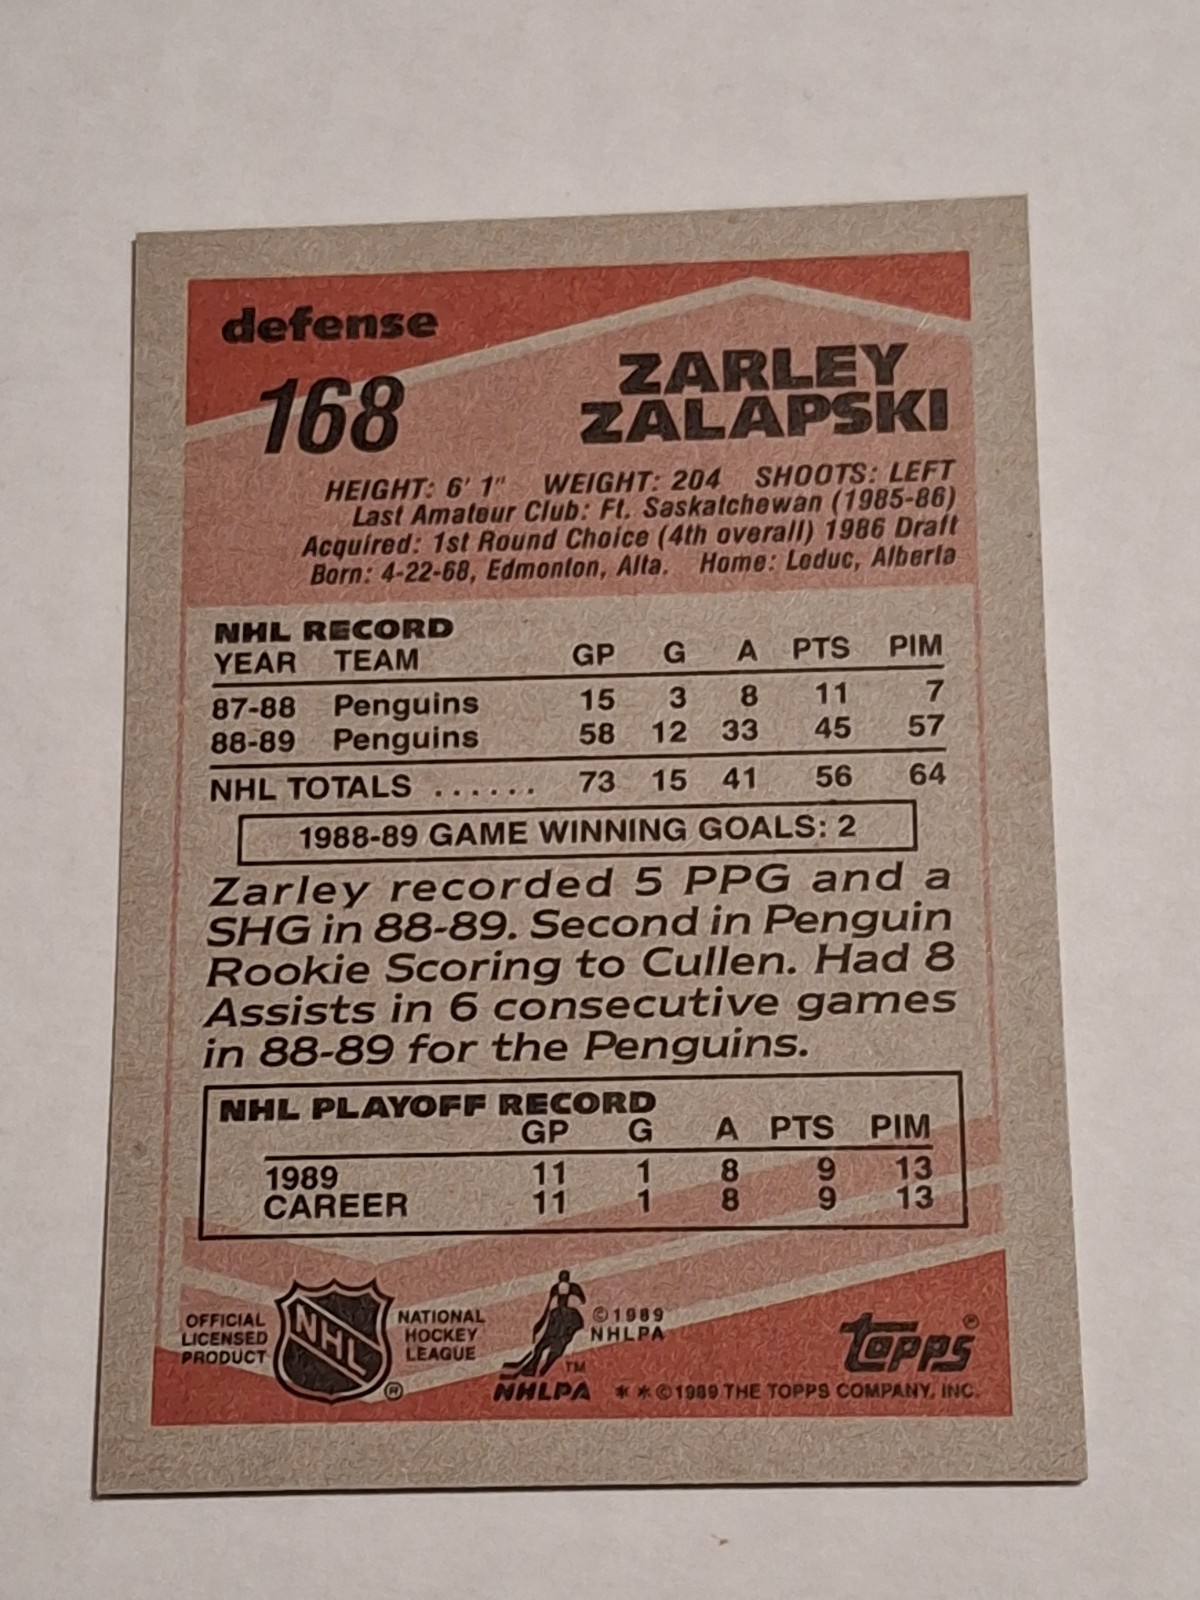 defense
168
ZARLEY
ZALAPSKI
HEIGHT: 6' 1" WEIGHT: 204 SHOOTS: LEFT
Last Amateur Club: Ft. Saskatchewan (1985-86)
Acquired: 1st Round Choice (4th overall) 1986 Draft
Born: 4-22-68, Edmonton, Alta. Home: Leduc, Alberta
NHL RECORD
YEAR TEAM GP G A PTS PIM
87-88 Penguins 15 3 8 11 7
88-89 Penguins 58 12 33 45 57
NHL TOTALS ...... 73 15 41 56 64
1988-89 GAME WINNING GOALS: 2
Zarley recorded 5 PPG and a
SHG in 88-89. Second in Penguin
Rookie Scoring to Cullen. Had 8
Assists in 6 consecutive games
in 88-89 for the Penguins.
NHL PLAYOFF RECORD
GP G A PTS PIM
1989 11 1 8 9 13
CAREER 11 1 8 9 13
OFFICIAL
LICENSED
PRODUCT
NHL
®
NATIONAL
HOCKEY
LEAGUE
©1989
NHLPA
TM
NHLPA
topps®
* * ©1989 THE TOPPS COMPANY, INC.